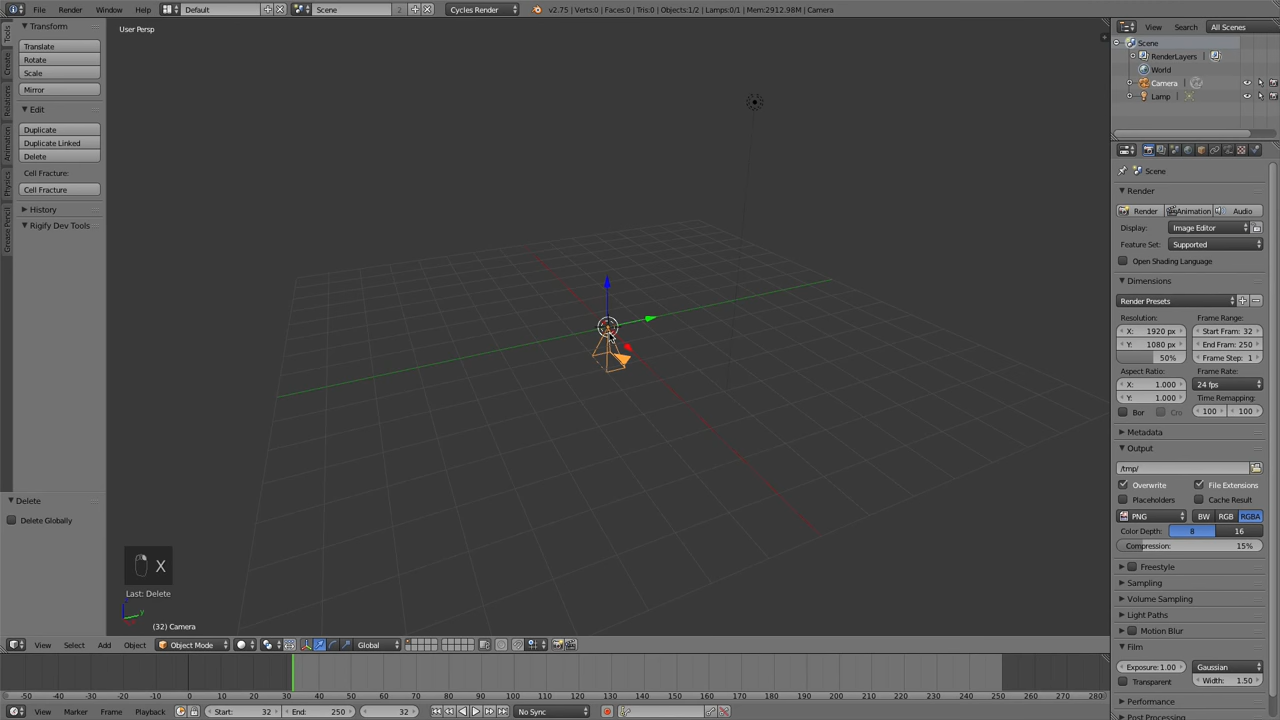 File Render Window Help Default Scene 2 Cycles Render v2.75 | Verts:0 | Faces:0 | Tris:0 | Objects:1/2 | Lamps:0/1 | Mem:2912.98M | Camera
View Search All Scenes
Tools
Create
Relations
Animation
Physics
Grease Pencil
Transform
Translate
Rotate
Scale
Mirror
Edit
Duplicate
Duplicate Linked
Delete
Cell Fracture:
Cell Fracture
History
Rigify Dev Tools
Delete
Delete Globally
User Persp
X
Last: Delete
y
(32) Camera
Scene
RenderLayers
World
Camera
Lamp
Scene
Render
Render Animation Audio
Display: Image Editor
Feature Set: Supported
Open Shading Language
Dimensions
Render Presets
Resolution: Frame Range:
X: 1920 px Start Fram: 32
Y: 1080 px End Fram: 250
50% Frame Step: 1
Aspect Ratio: Frame Rate:
X: 1.000 24 fps
Y: 1.000 Time Remapping:
Bor Cro 100 100
Metadata
Output
/tmp/
Overwrite File Extensions
Placeholders Cache Result
PNG BW RGB RGBA
Color Depth: 8 16
Compression: 15%
Freestyle
Sampling
Volume Sampling
Light Paths
Motion Blur
Film
Exposure: 1.00 Gaussian
Transparent Width: 1.50
Performance
Post Processing
View Select Add Object Object Mode Global
-50 -40 -30 -20 -10 0 10 20 30 40 50 60 70 80 90 100 110 120 130 140 150 160 170 180 190 200 210 220 230 240 250 260 270 280
View Marker Frame Playback Start: 32 End: 250 32 No Sync